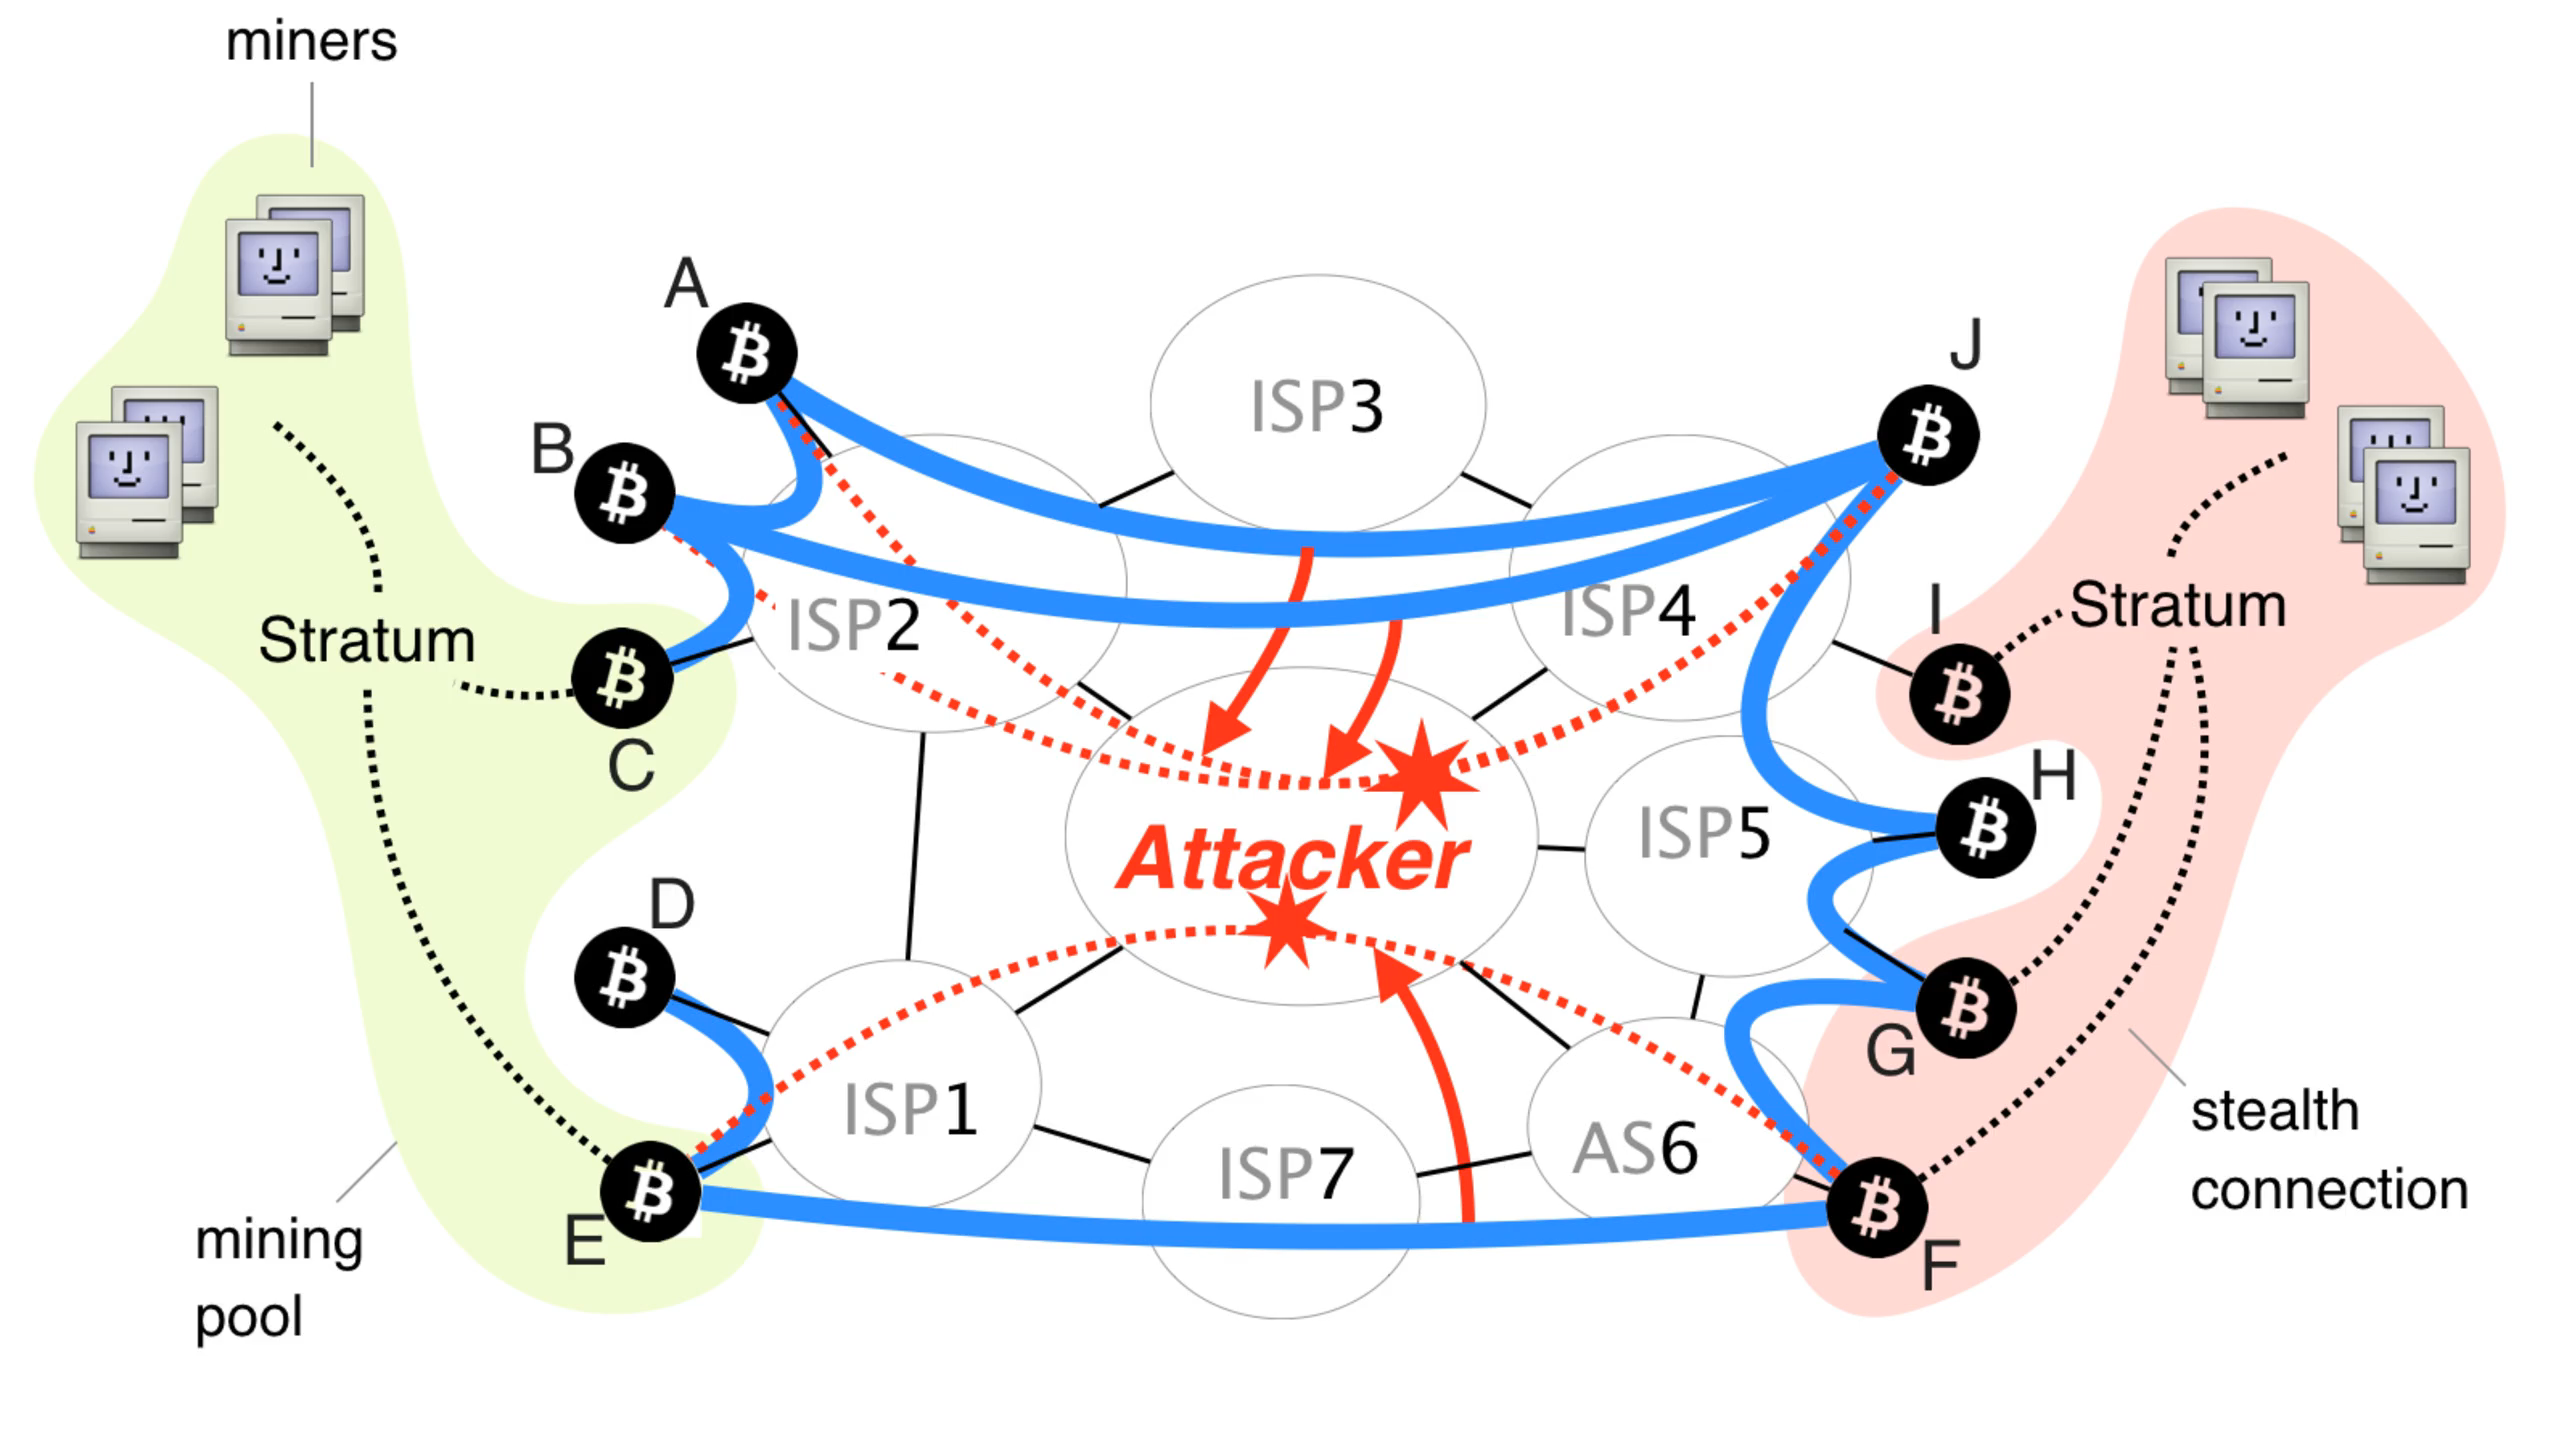 miners
A
J
ISP3
B
I
ISP2
ISP4
Stratum
Stratum
C
H
Attacker
ISP5
D
G
ISP1
ISP7
AS6
stealth
connection
mining
pool
E
F